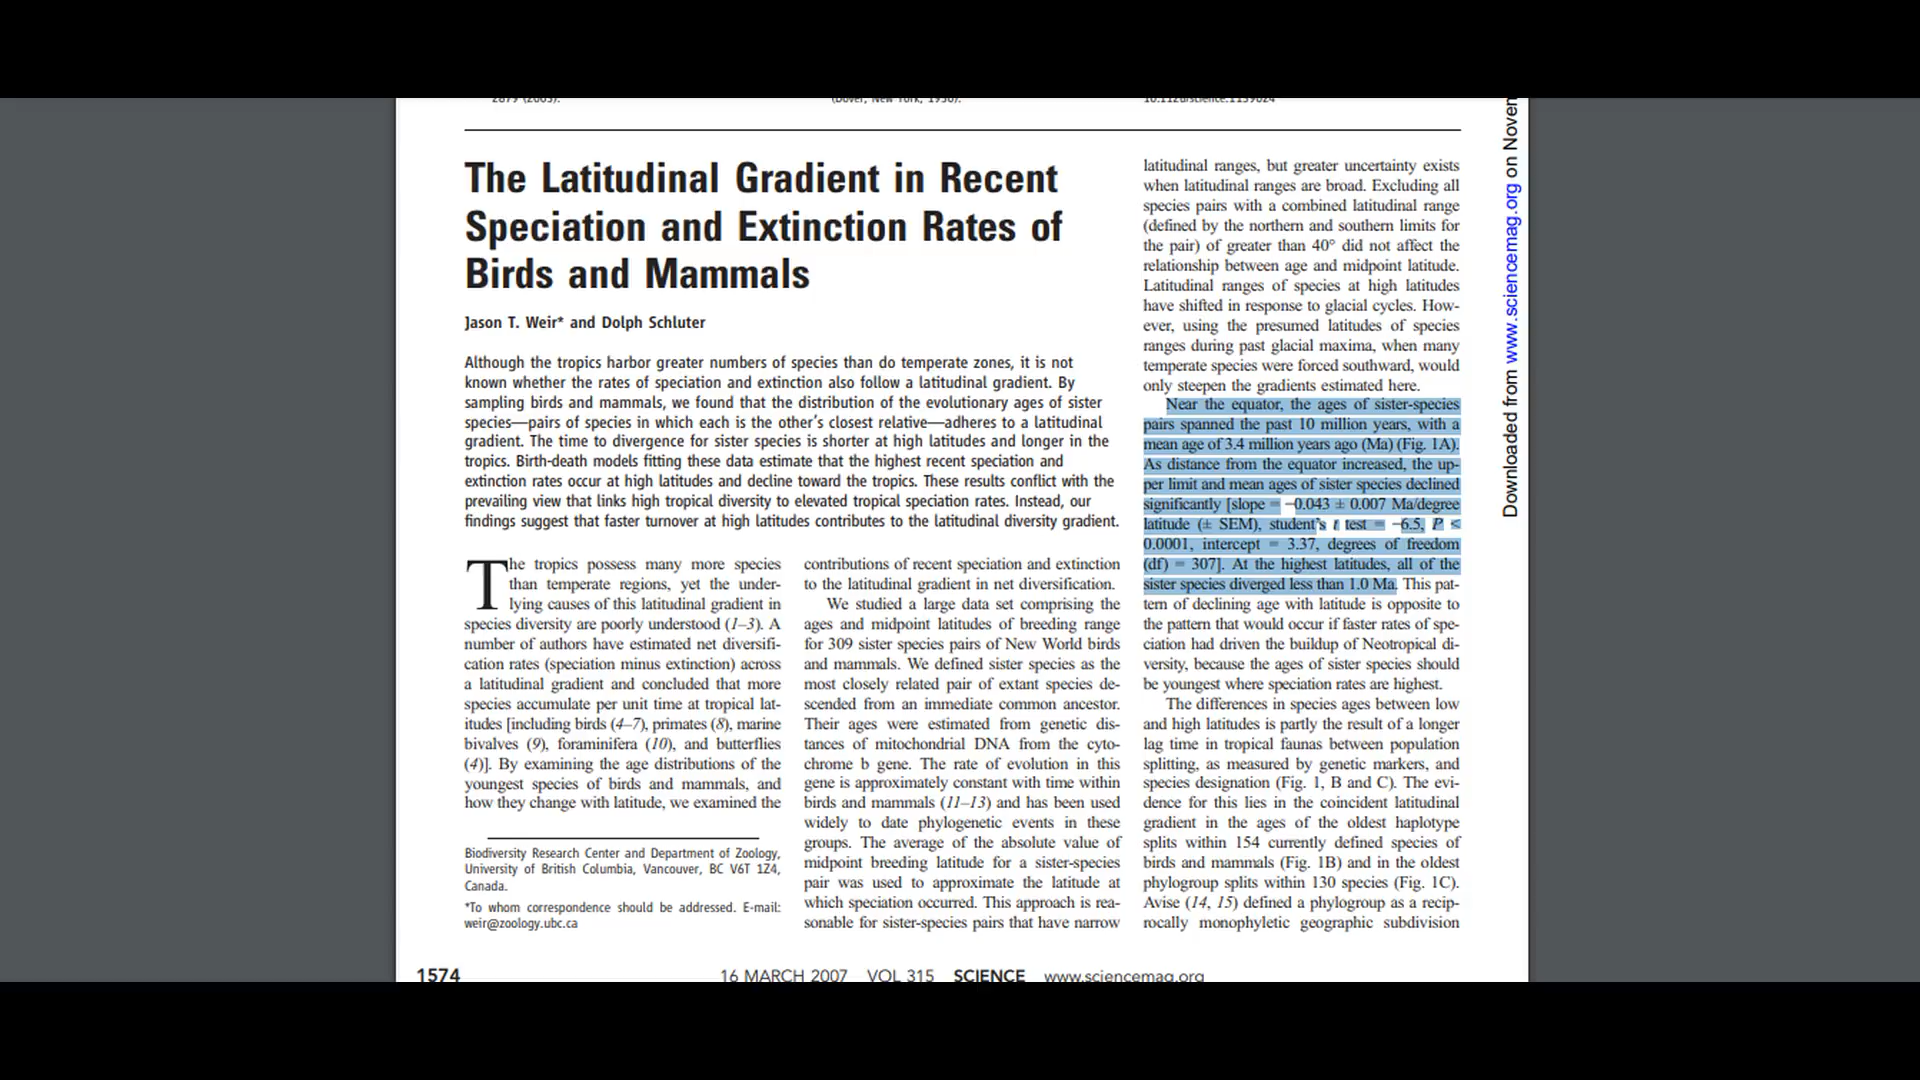 2879 (2003).
(Dover, New York, 1956).
10.1126/science.1139024
The Latitudinal Gradient in Recent
Speciation and Extinction Rates of
Birds and Mammals
Jason T. Weir* and Dolph Schluter
Although the tropics harbor greater numbers of species than do temperate zones, it is not
known whether the rates of speciation and extinction also follow a latitudinal gradient. By
sampling birds and mammals, we found that the distribution of the evolutionary ages of sister
species—pairs of species in which each is the other's closest relative—adheres to a latitudinal
gradient. The time to divergence for sister species is shorter at high latitudes and longer in the
tropics. Birth-death models fitting these data estimate that the highest recent speciation and
extinction rates occur at high latitudes and decline toward the tropics. These results conflict with the
prevailing view that links high tropical diversity to elevated tropical speciation rates. Instead, our
findings suggest that faster turnover at high latitudes contributes to the latitudinal diversity gradient.
The tropics possess many more species
than temperate regions, yet the under-
lying causes of this latitudinal gradient in
species diversity are poorly understood (1–3). A
number of authors have estimated net diversifi-
cation rates (speciation minus extinction) across
a latitudinal gradient and concluded that more
species accumulate per unit time at tropical lat-
itudes [including birds (4–7), primates (8), marine
bivalves (9), foraminifera (10), and butterflies
(4)]. By examining the age distributions of the
youngest species of birds and mammals, and
how they change with latitude, we examined the
Biodiversity Research Center and Department of Zoology,
University of British Columbia, Vancouver, BC V6T 1Z4,
Canada.
*To whom correspondence should be addressed. E-mail:
weir@zoology.ubc.ca
contributions of recent speciation and extinction
to the latitudinal gradient in net diversification.
We studied a large data set comprising the
ages and midpoint latitudes of breeding range
for 309 sister species pairs of New World birds
and mammals. We defined sister species as the
most closely related pair of extant species de-
scended from an immediate common ancestor.
Their ages were estimated from genetic dis-
tances of mitochondrial DNA from the cyto-
chrome b gene. The rate of evolution in this
gene is approximately constant with time within
birds and mammals (11–13) and has been used
widely to date phylogenetic events in these
groups. The average of the absolute value of
midpoint breeding latitude for a sister-species
pair was used to approximate the latitude at
which speciation occurred. This approach is rea-
sonable for sister-species pairs that have narrow
latitudinal ranges, but greater uncertainty exists
when latitudinal ranges are broad. Excluding all
species pairs with a combined latitudinal range
(defined by the northern and southern limits for
the pair) of greater than 40° did not affect the
relationship between age and midpoint latitude.
Latitudinal ranges of species at high latitudes
have shifted in response to glacial cycles. How-
ever, using the presumed latitudes of species
ranges during past glacial maxima, when many
temperate species were forced southward, would
only steepen the gradients estimated here.
Near the equator, the ages of sister-species
pairs spanned the past 10 million years, with a
mean age of 3.4 million years ago (Ma) (Fig. 1A).
As distance from the equator increased, the up-
per limit and mean ages of sister species declined
significantly [slope = −0.043 ± 0.007 Ma/degree
latitude (± SEM), student's t test = −6.5, P <
0.0001, intercept = 3.37, degrees of freedom
(df) = 307]. At the highest latitudes, all of the
sister species diverged less than 1.0 Ma. This pat-
tern of declining age with latitude is opposite to
the pattern that would occur if faster rates of spe-
ciation had driven the buildup of Neotropical di-
versity, because the ages of sister species should
be youngest where speciation rates are highest.
The differences in species ages between low
and high latitudes is partly the result of a longer
lag time in tropical faunas between population
splitting, as measured by genetic markers, and
species designation (Fig. 1, B and C). The evi-
dence for this lies in the coincident latitudinal
gradient in the ages of the oldest haplotype
splits within 154 currently defined species of
birds and mammals (Fig. 1B) and in the oldest
phylogroup splits within 130 species (Fig. 1C).
Avise (14, 15) defined a phylogroup as a recip-
rocally monophyletic geographic subdivision
Downloaded from www.sciencemag.org on Noven
1574
16 MARCH 2007 VOL 315 SCIENCE www.sciencemag.org